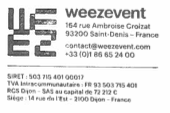 weezevent
164 rue Ambroise Croizat
93200 Saint-Denis - France
contact@weezevent.com
+33 (0)1 86 65 24 00
SIRET : 503 715 401 00017
TVA Intracommunautaire : FR 93 503 715 401
RCS Dijon - SAS au capital de 72 212 €
Siège : 14 rue de l'Est - 21000 Dijon - France